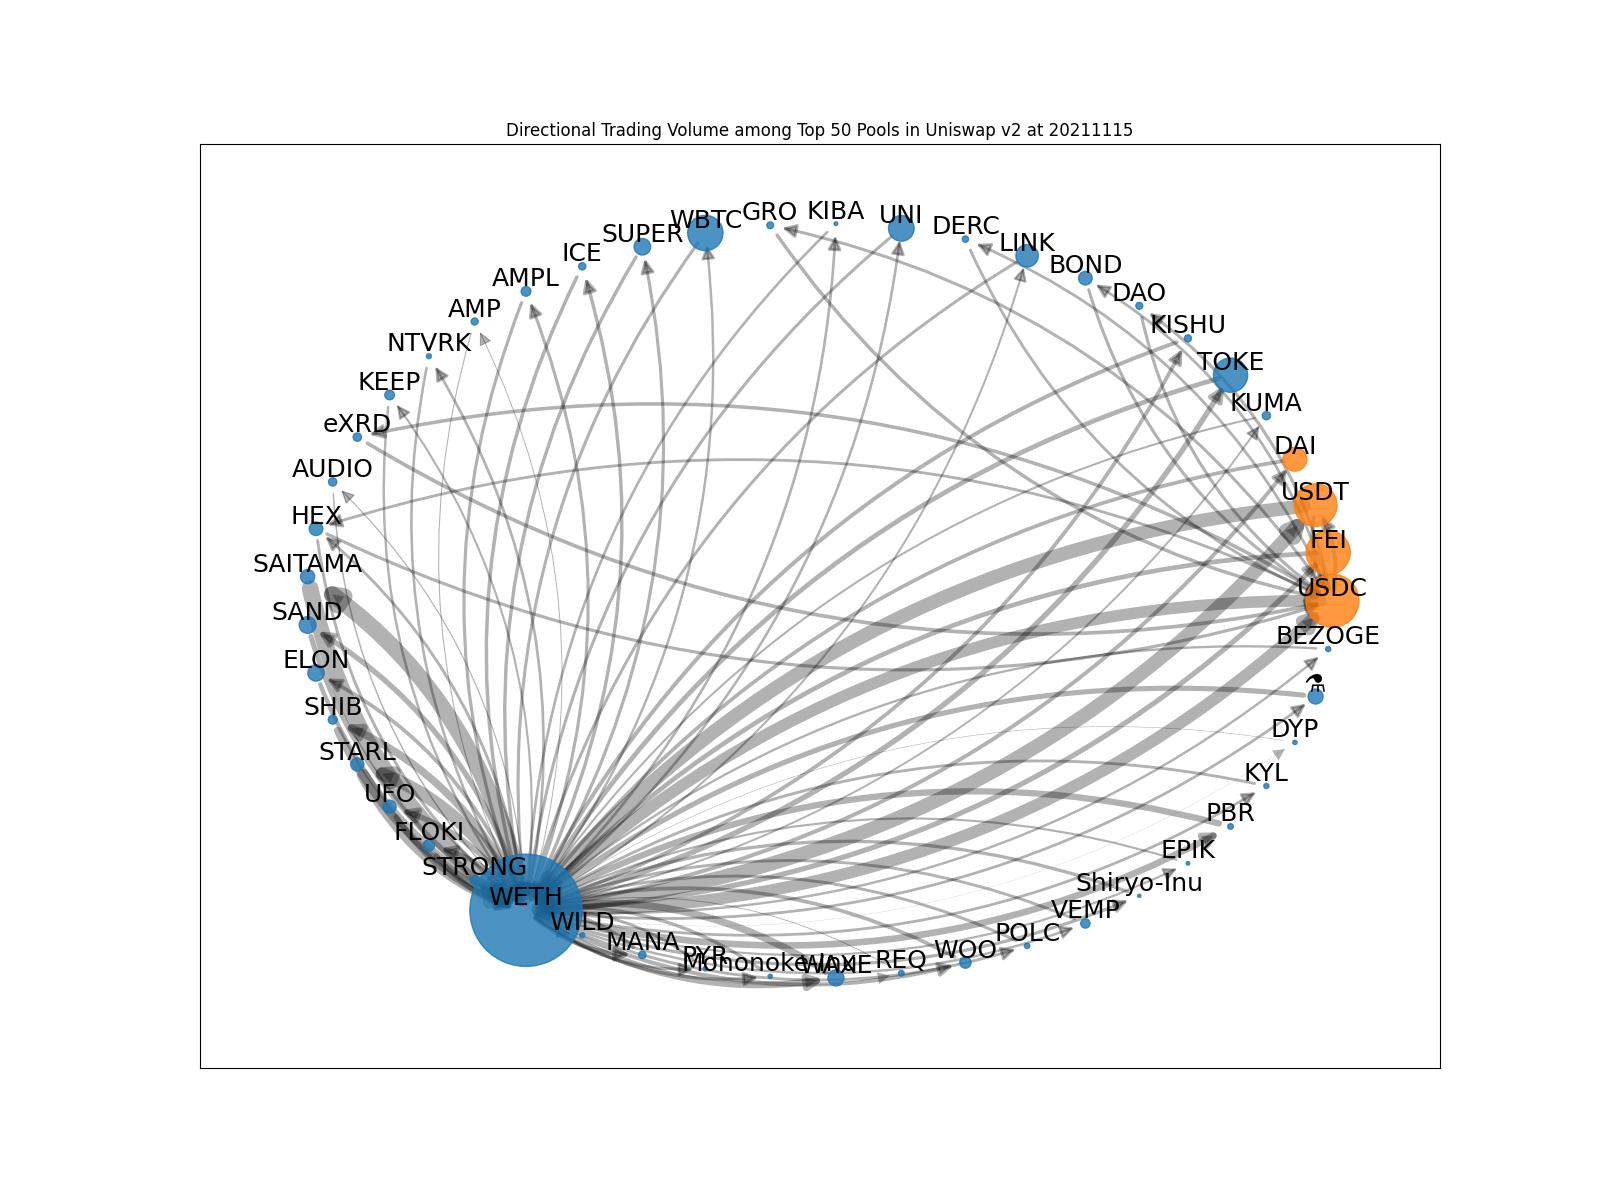 Directional Trading Volume among Top 50 Pools in Uniswap v2 at 20211115
GRO
KIBA
UNI
WBTC
DERC
SUPER
LINK
ICE
BOND
AMPL
DAO
AMP
KISHU
NTVRK
TOKE
KEEP
KUMA
eXRD
DAI
AUDIO
USDT
HEX
FEI
SAITAMA
USDC
SAND
BEZOGE
ELON
⚗
SHIB
DYP
STARL
KYL
UFO
PBR
FLOKI
EPIK
STRONG
Shiryo-Inu
WETH
VEMP
WILD
POLC
MANA
WOO
PYR
REQ
Mononoke-Inu
WAXE